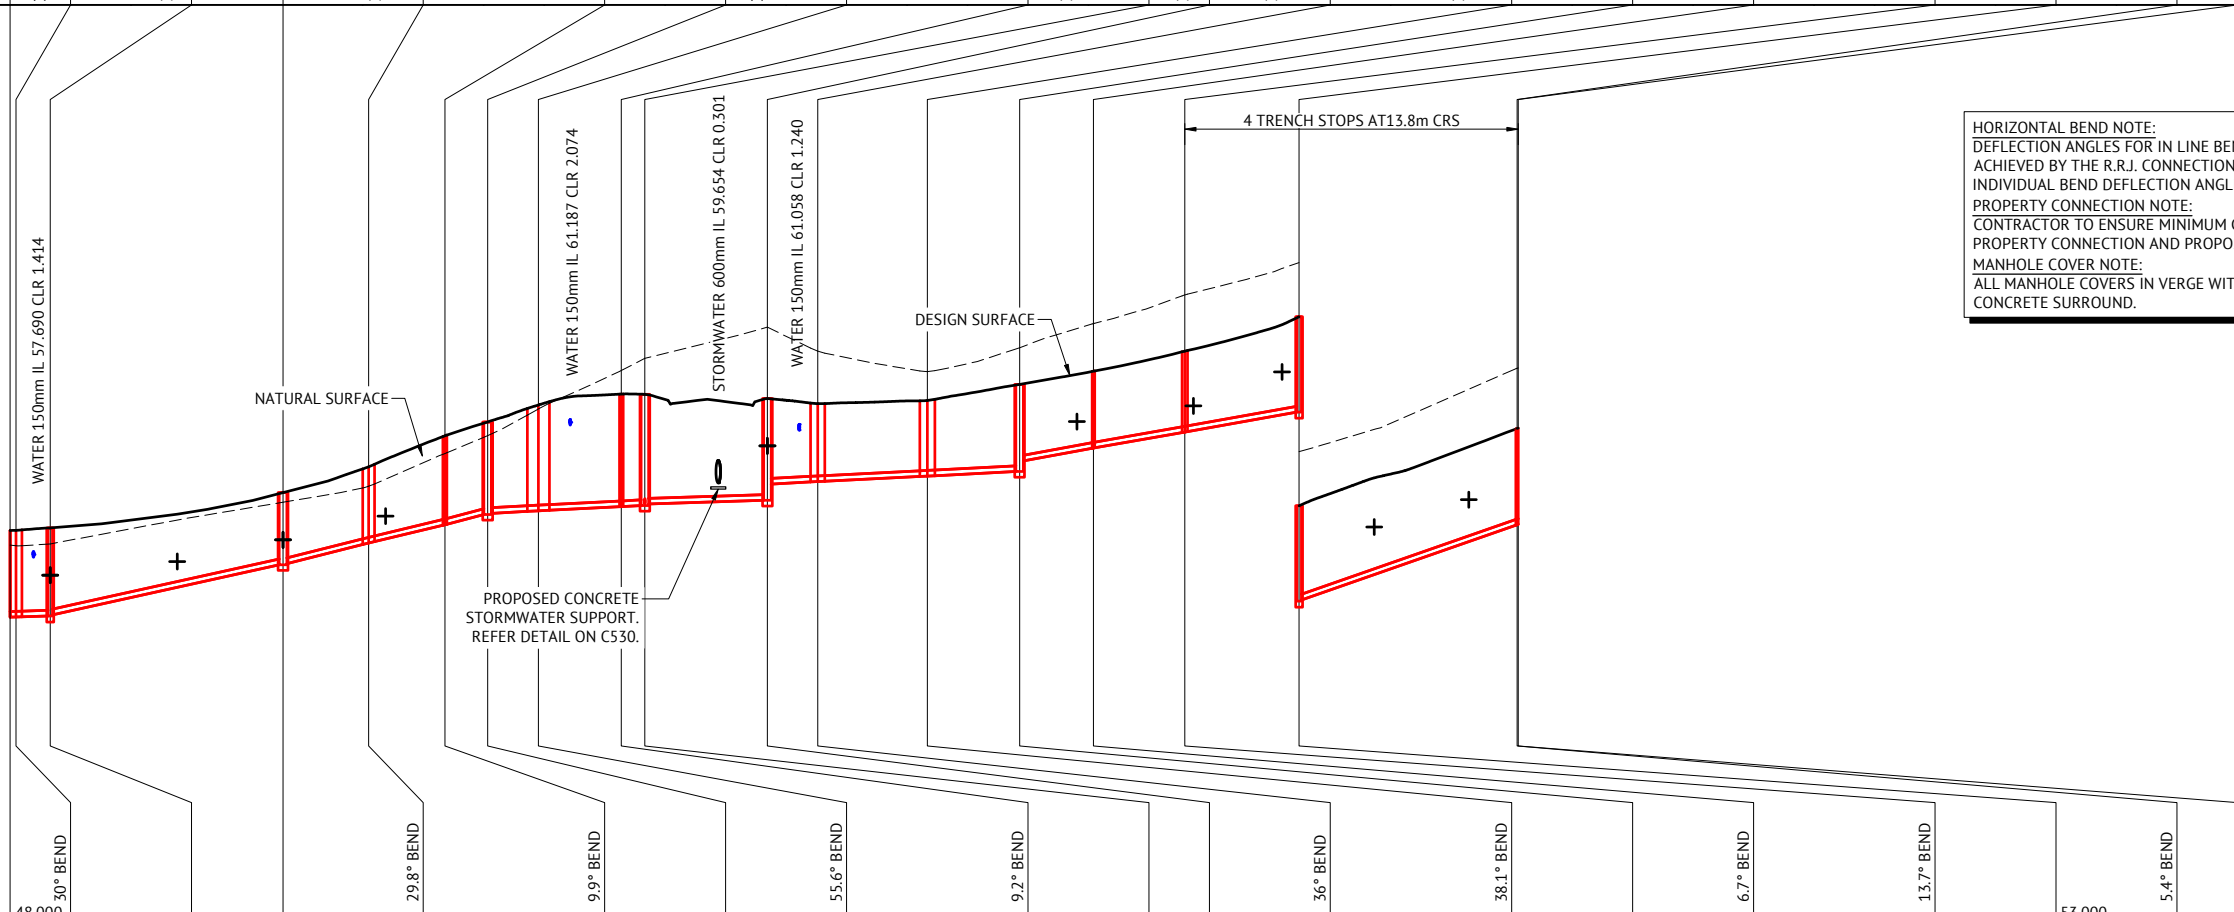 WATER 150mm IL 57.690 CLR 1.414
NATURAL SURFACE
WATER 150mm IL 61.187 CLR 2.074
STORMWATER 600mm IL 59.654 CLR 0.301
WATER 150mm IL 61.058 CLR 1.240
DESIGN SURFACE
4 TRENCH STOPS AT13.8m CRS
PROPOSED CONCRETE
STORMWATER SUPPORT.
REFER DETAIL ON C530.
HORIZONTAL BEND NOTE:
DEFLECTION ANGLES FOR IN LINE BE
ACHIEVED BY THE R.R.J. CONNECTION
INDIVIDUAL BEND DEFLECTION ANGL
PROPERTY CONNECTION NOTE:
CONTRACTOR TO ENSURE MINIMUM
PROPERTY CONNECTION AND PROPO
MANHOLE COVER NOTE:
ALL MANHOLE COVERS IN VERGE WIT
CONCRETE SURROUND.
30° BEND
29.8° BEND
9.9° BEND
55.6° BEND
9.2° BEND
36° BEND
38.1° BEND
6.7° BEND
13.7° BEND
5.4° BEND
48.000
53.000